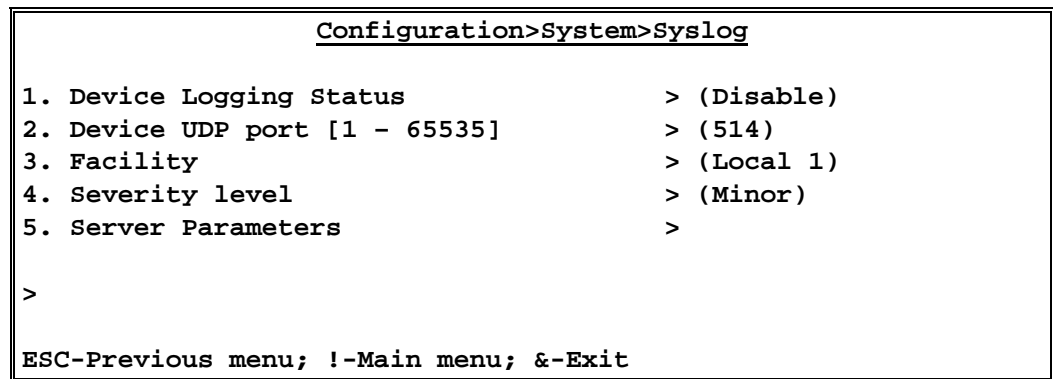 Configuration>System>Syslog
1. Device Logging Status > (Disable)
2. Device UDP port [1 – 65535] > (514)
3. Facility > (Local 1)
4. Severity level > (Minor)
5. Server Parameters >
>
ESC-Previous menu; !-Main menu; &-Exit